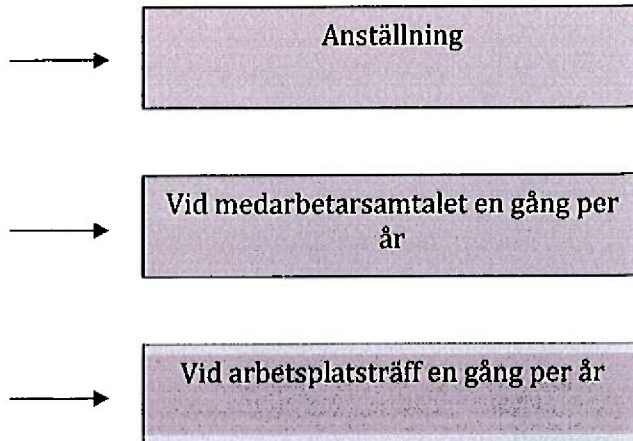 Anställning
Vid medarbetarsamtalet en gång per
år
Vid arbetsplatsträff en gång per år